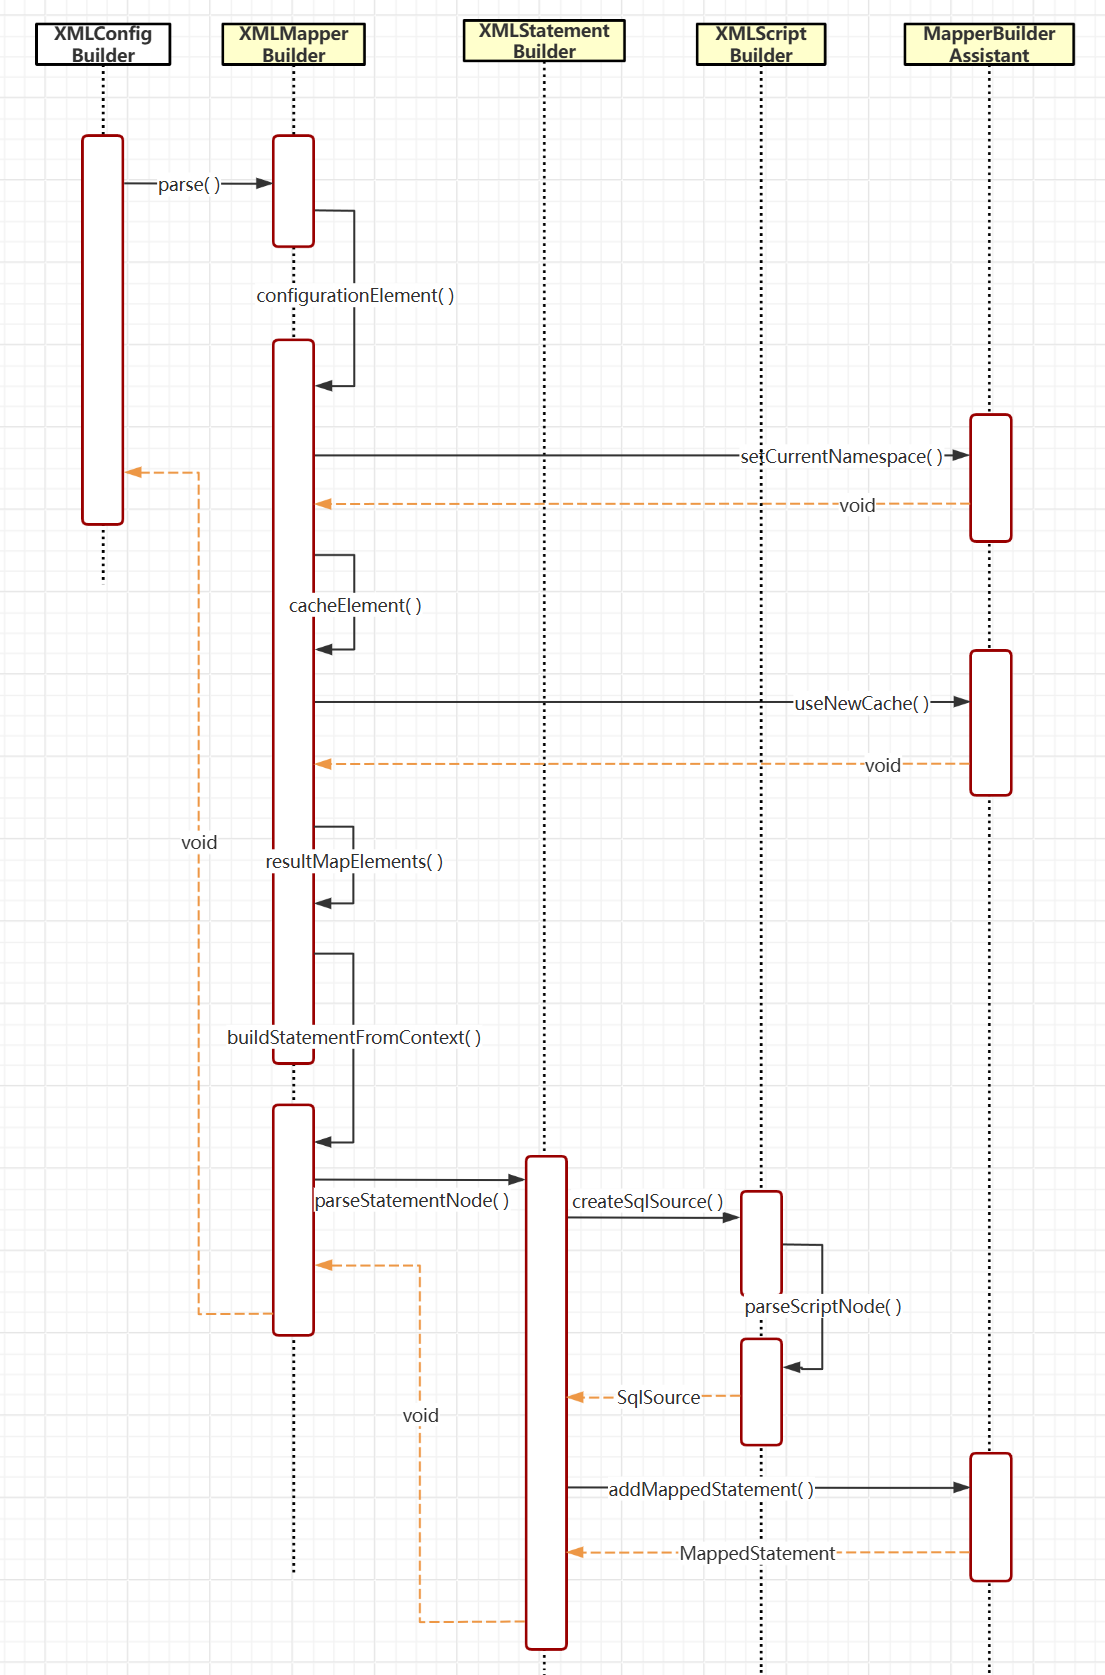 XMLConfig
Builder
XMLMapper
Builder
XMLStatement
Builder
XMLScript
Builder
MapperBuilder
Assistant
parse( )
configurationElement( )
setCurrentNamespace( )
void
cacheElement( )
useNewCache( )
void
void
resultMapElements( )
buildStatementFromContext( )
parseStatementNode( )
createSqlSource( )
parseScriptNode( )
SqlSource
void
addMappedStatement( )
MappedStatement